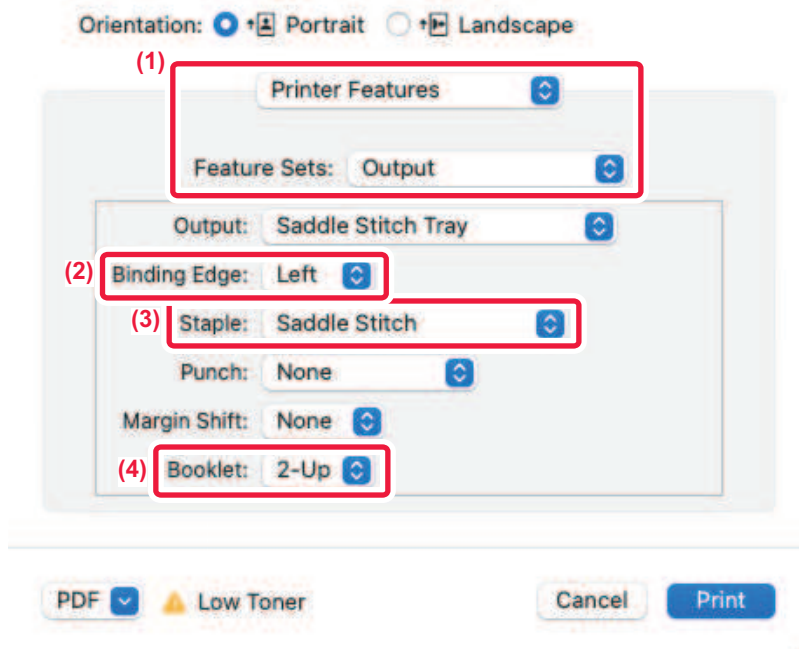 Orientation: Portrait Landscape
(1)
Printer Features
Feature Sets: Output
Output: Saddle Stitch Tray
(2) Binding Edge: Left
(3) Staple: Saddle Stitch
Punch: None
Margin Shift: None
(4) Booklet: 2-Up
PDF Low Toner Cancel Print